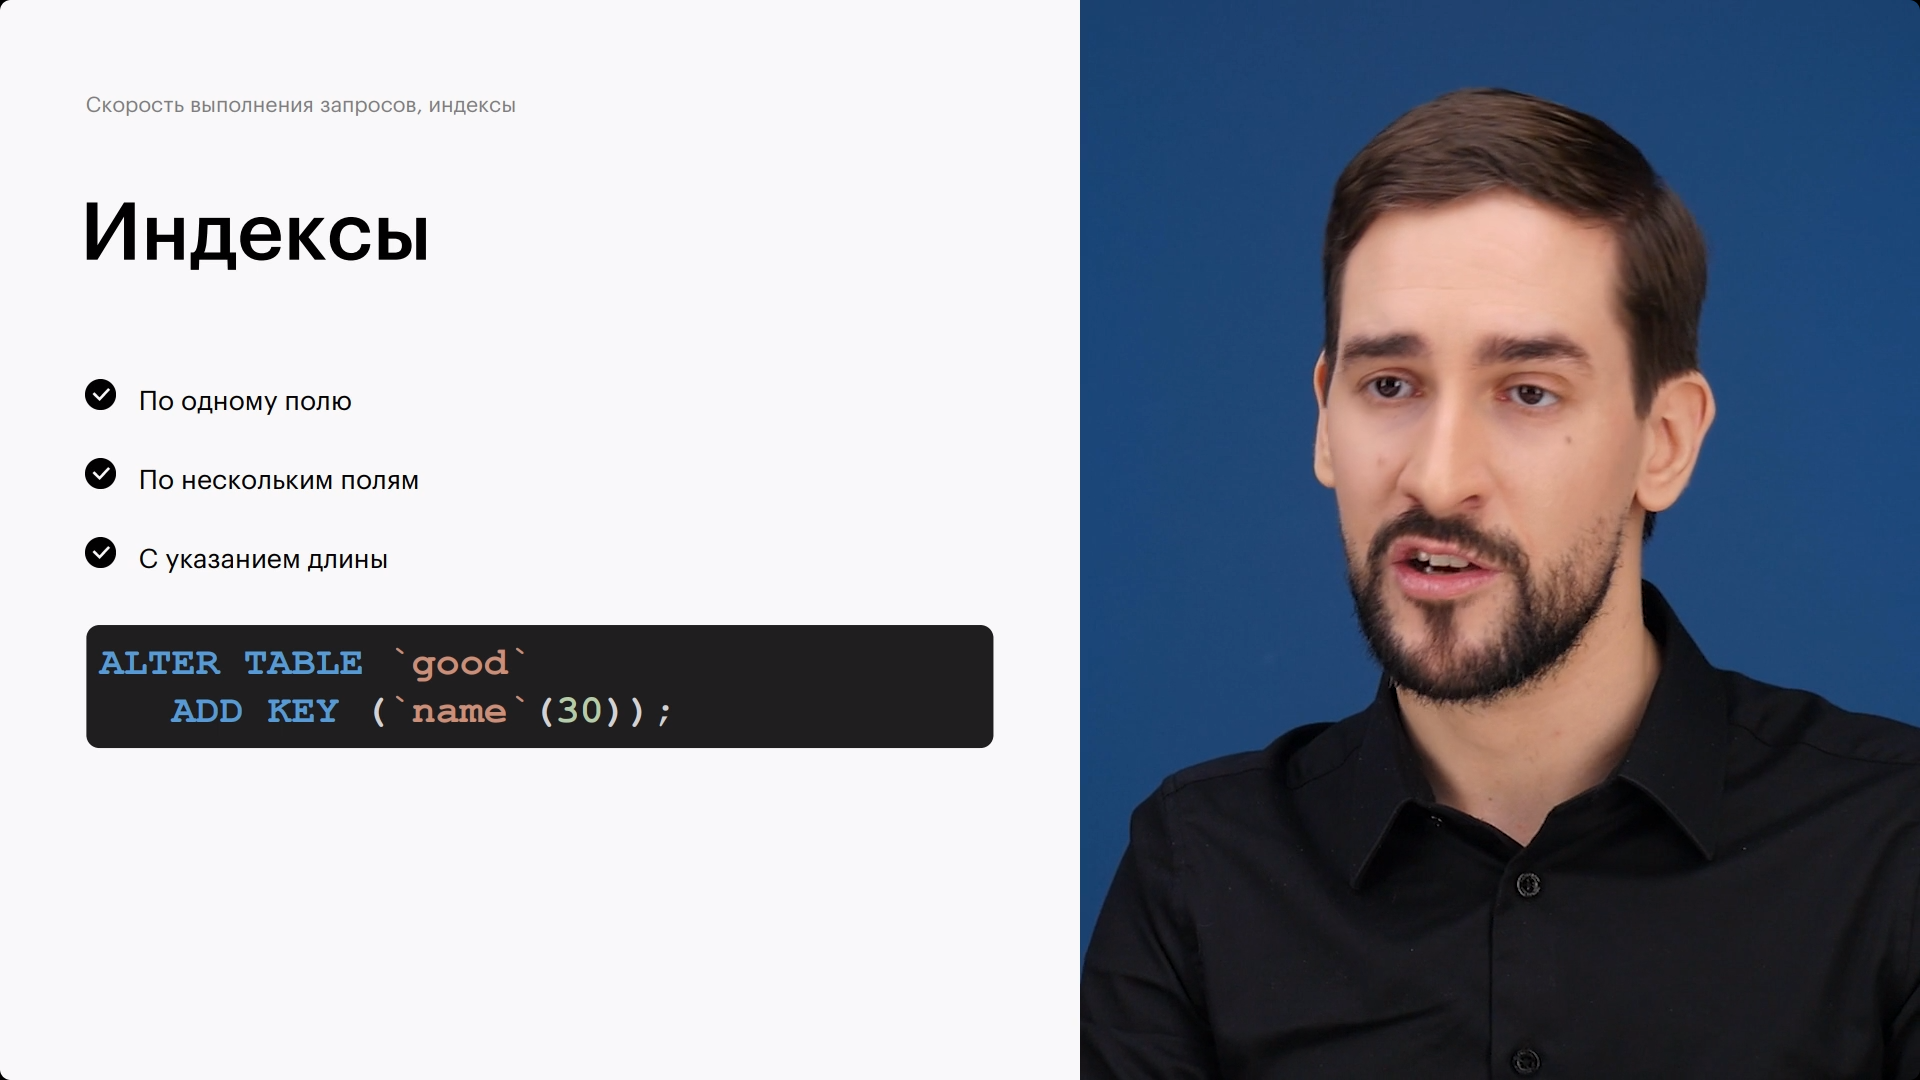 Скорость выполнения запросов, индексы
Индексы
По одному полю
По нескольким полям
С указанием длины
ALTER TABLE `good`
    ADD KEY (`name`(30));